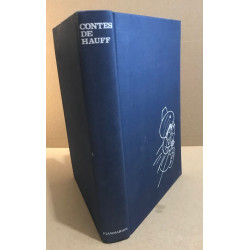 CONTES
DE
HAUFF
FLAMMARION